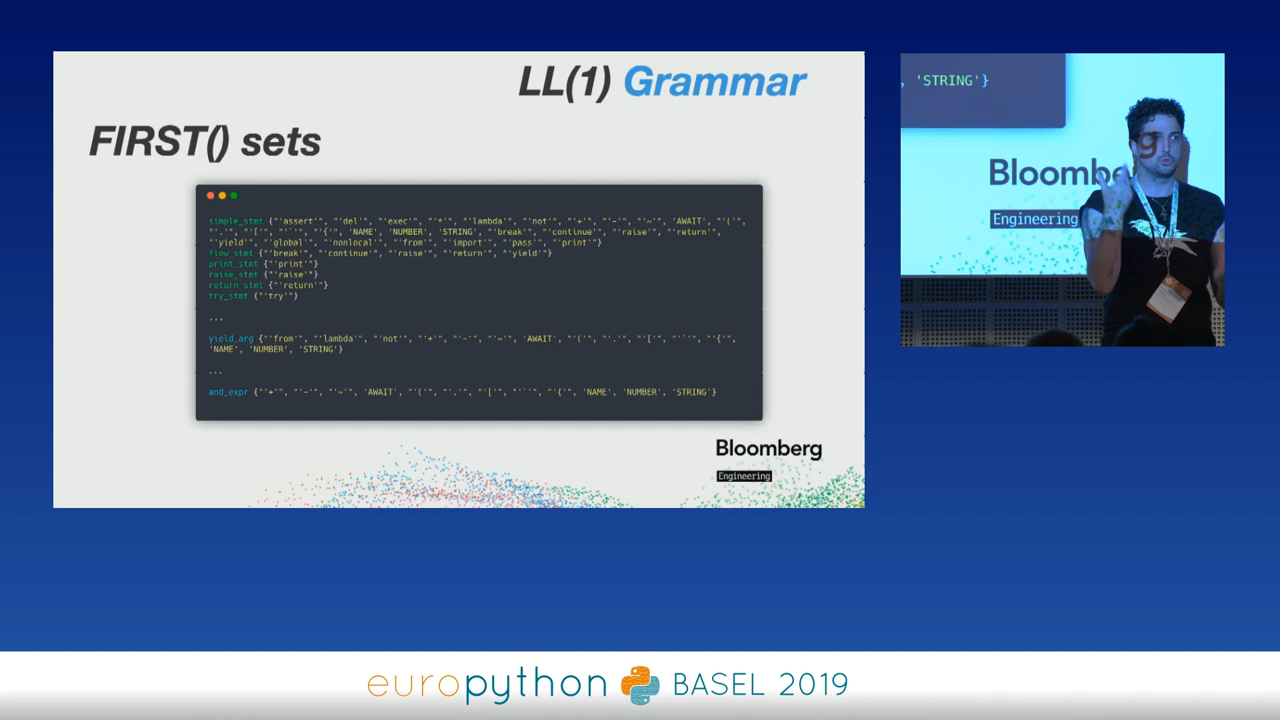 LL(1) Grammar
FIRST() sets
simple_stmt {"'assert'", "'del'", "'exec'", "'*'", "'lambda'", "'not'", "'+'", "'-'", "'~'", 'AWAIT', "'('",
"'.'", "'['", "'`'", "'{'", 'NAME', 'NUMBER', 'STRING', "'break'", "'continue'", "'raise'", "'return'",
"'yield'", "'global'", "'nonlocal'", "'from'", "'import'", "'pass'", "'print'"}
flow_stmt {"'break'", "'continue'", "'raise'", "'return'", "'yield'"}
print_stmt {"'print'"}
raise_stmt {"'raise'"}
return_stmt {"'return'"}
try_stmt {"'try'"}
...
yield_arg {"'from'", "'lambda'", "'not'", "'+'", "'-'", "'~'", 'AWAIT', "'('", "'.'", "'['", "'`'", "'{'",
'NAME', 'NUMBER', 'STRING'}
...
and_expr {"'+'", "'-'", "'~'", 'AWAIT', "'('", "'.'", "'['", "'`'", "'{'", 'NAME', 'NUMBER', 'STRING'}
Bloomberg
Engineering
, 'STRING'}
Bloomberg
Engineering
europython BASEL 2019